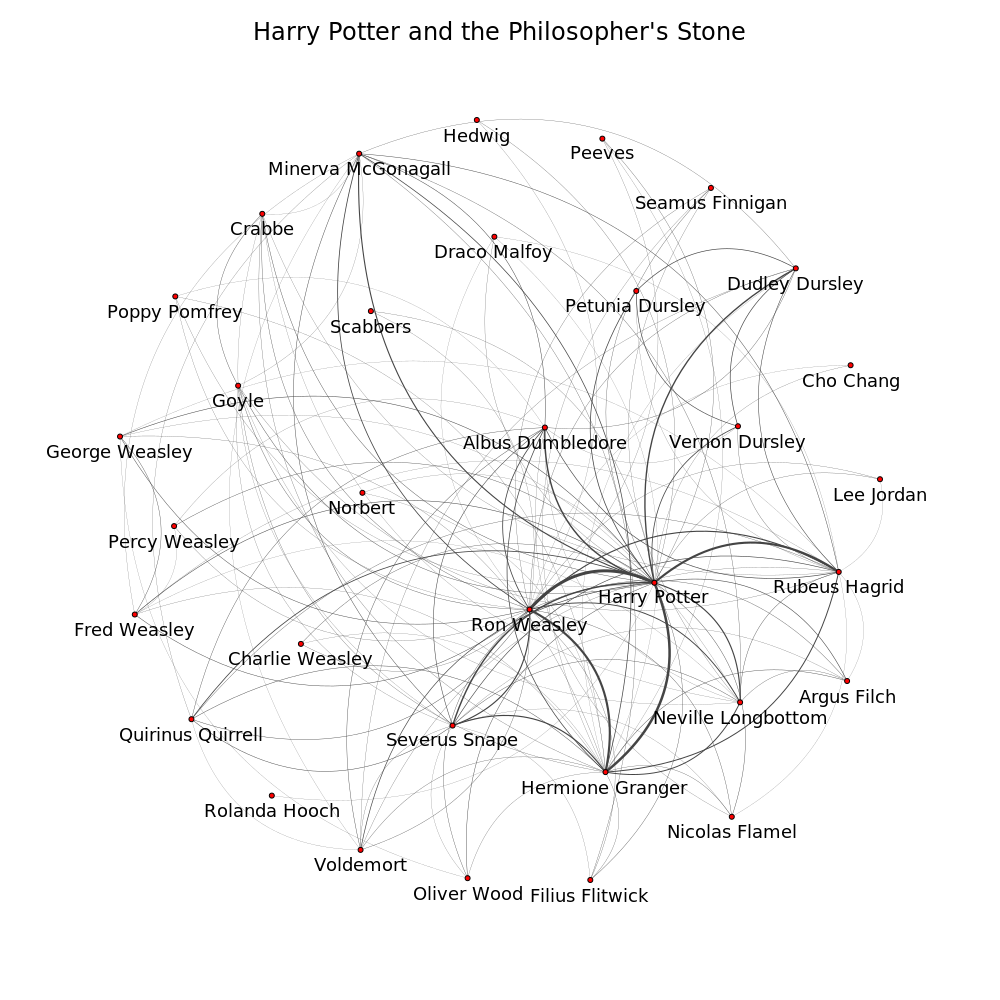 Harry Potter and the Philosopher's Stone
Hedwig
Peeves
Minerva McGonagall
Seamus Finnigan
Crabbe
Draco Malfoy
Dudley Dursley
Petunia Dursley
Poppy Pomfrey
Scabbers
Cho Chang
Goyle
Albus Dumbledore
Vernon Dursley
George Weasley
Lee Jordan
Norbert
Percy Weasley
Rubeus Hagrid
Harry Potter
Ron Weasley
Fred Weasley
Charlie Weasley
Argus Filch
Neville Longbottom
Quirinus Quirrell
Severus Snape
Hermione Granger
Rolanda Hooch
Nicolas Flamel
Voldemort
Oliver Wood
Filius Flitwick